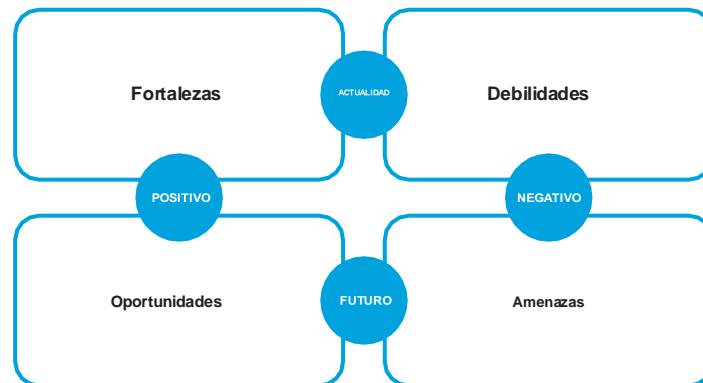 Fortalezas
ACTUALIDAD
Debilidades
POSITIVO
NEGATIVO
Oportunidades
FUTURO
Amenazas